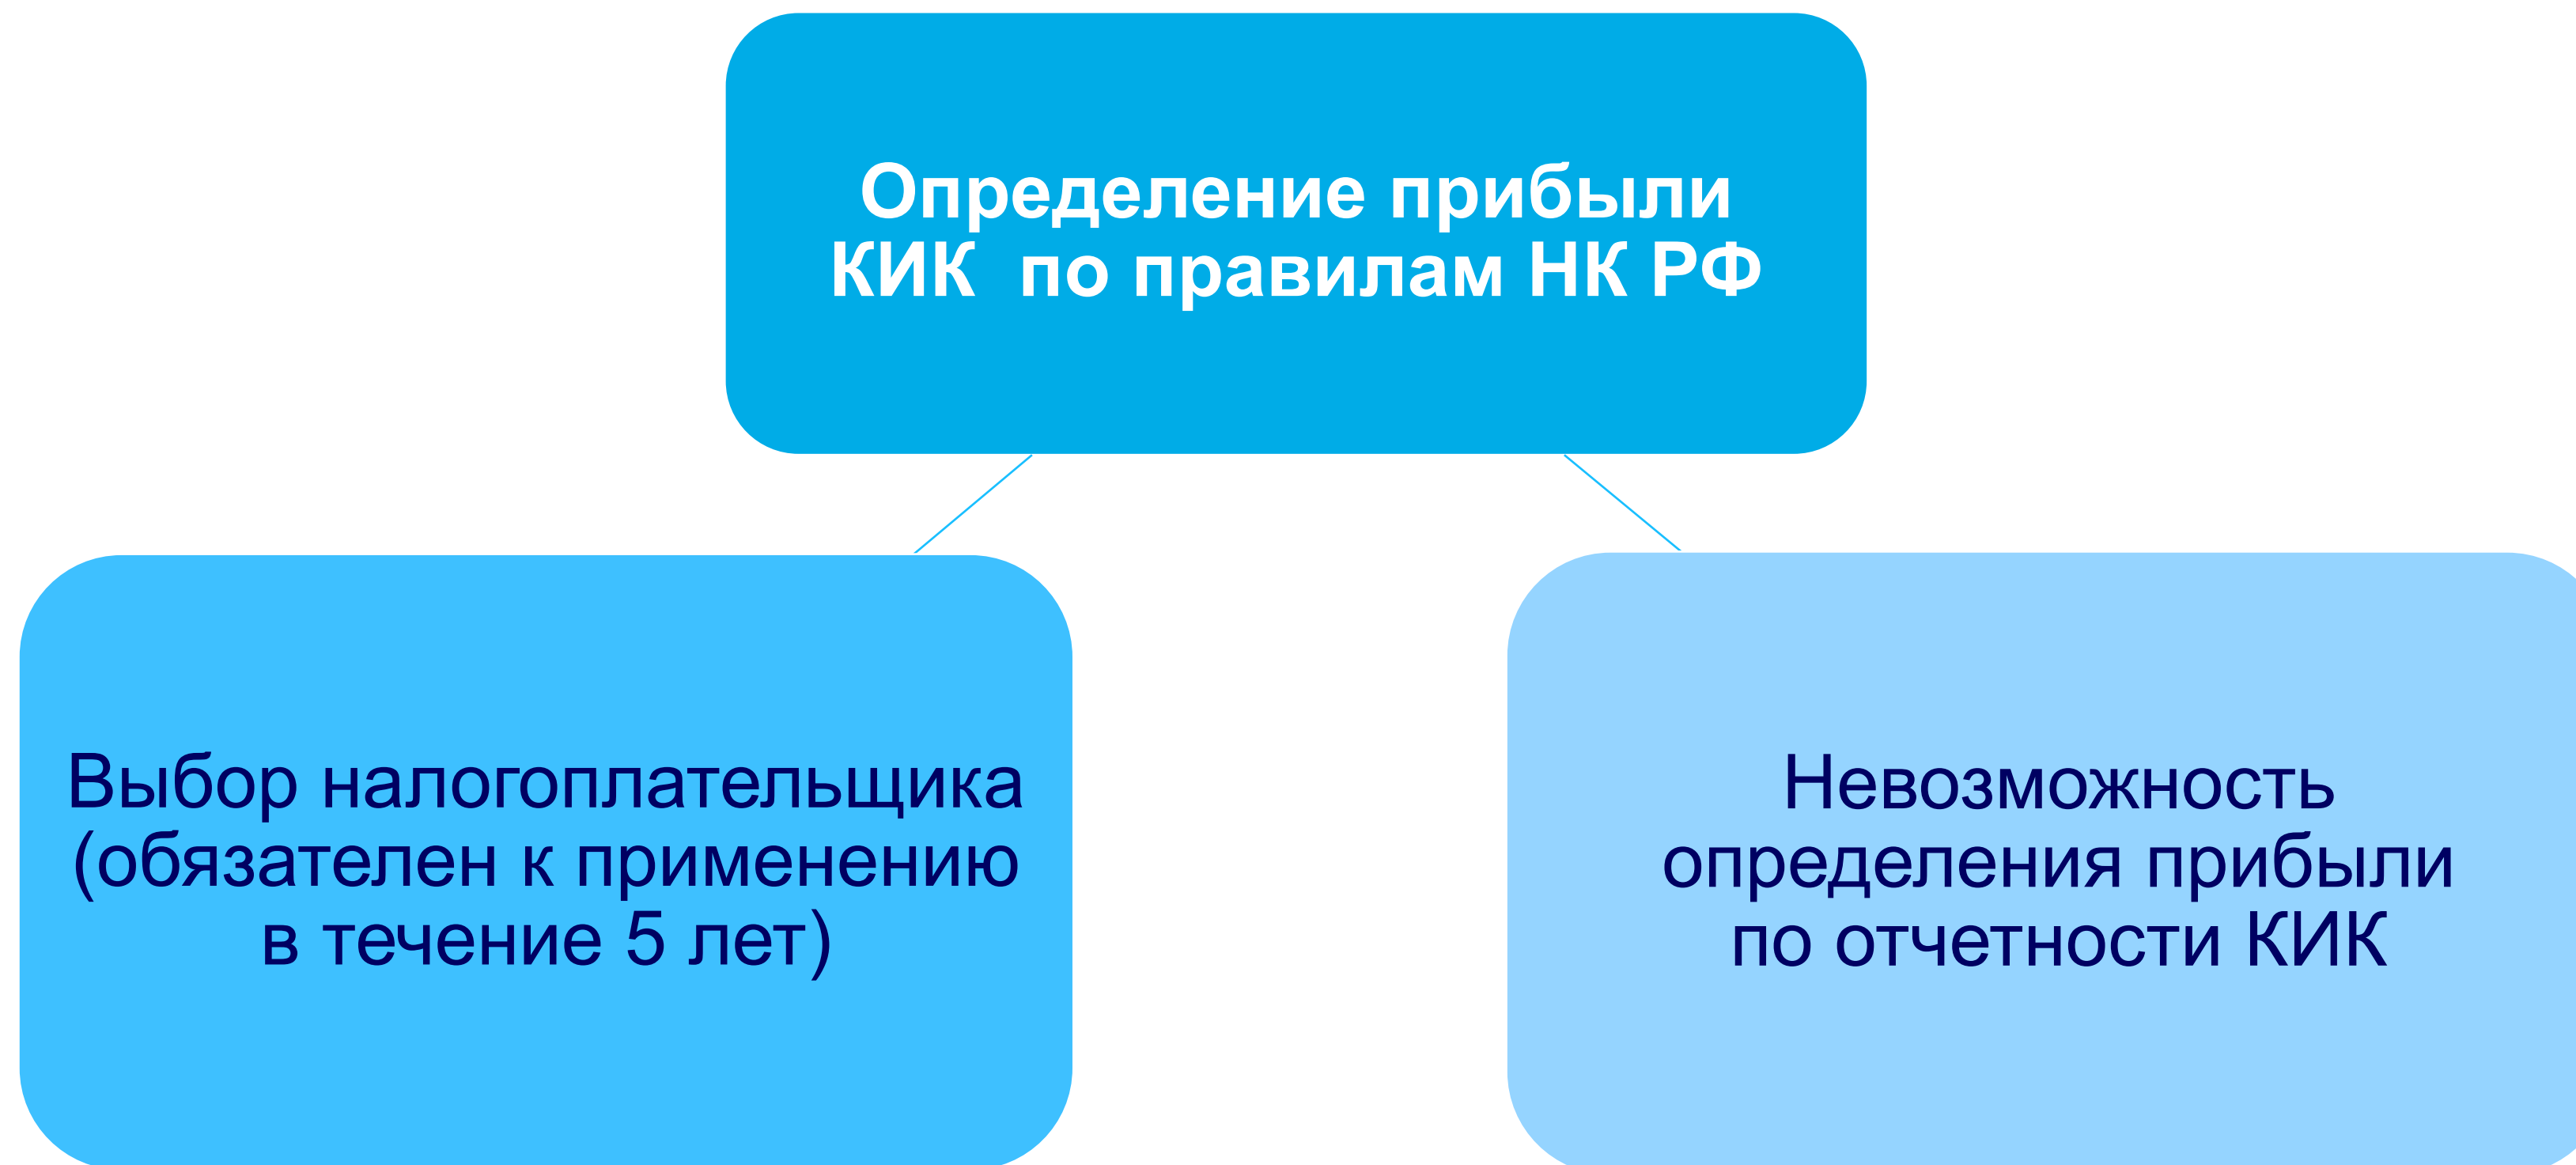 Определение прибыли
КИК  по правилам НК РФ
Выбор налогоплательщика
(обязателен к применению
в течение 5 лет)
Невозможность
определения прибыли
по отчетности КИК